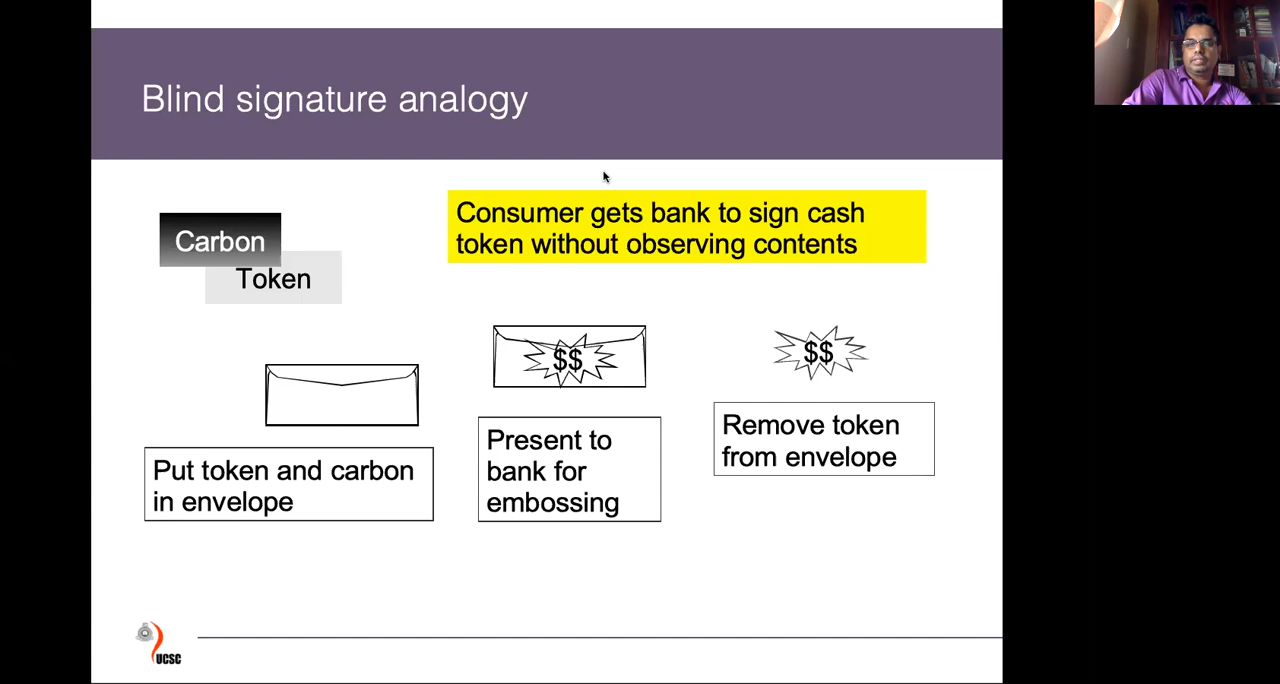 Blind signature analogy
Carbon
Token
Consumer gets bank to sign cash
token without observing contents
$$
$$
Put token and carbon
in envelope
Present to
bank for
embossing
Remove token
from envelope
UCSC